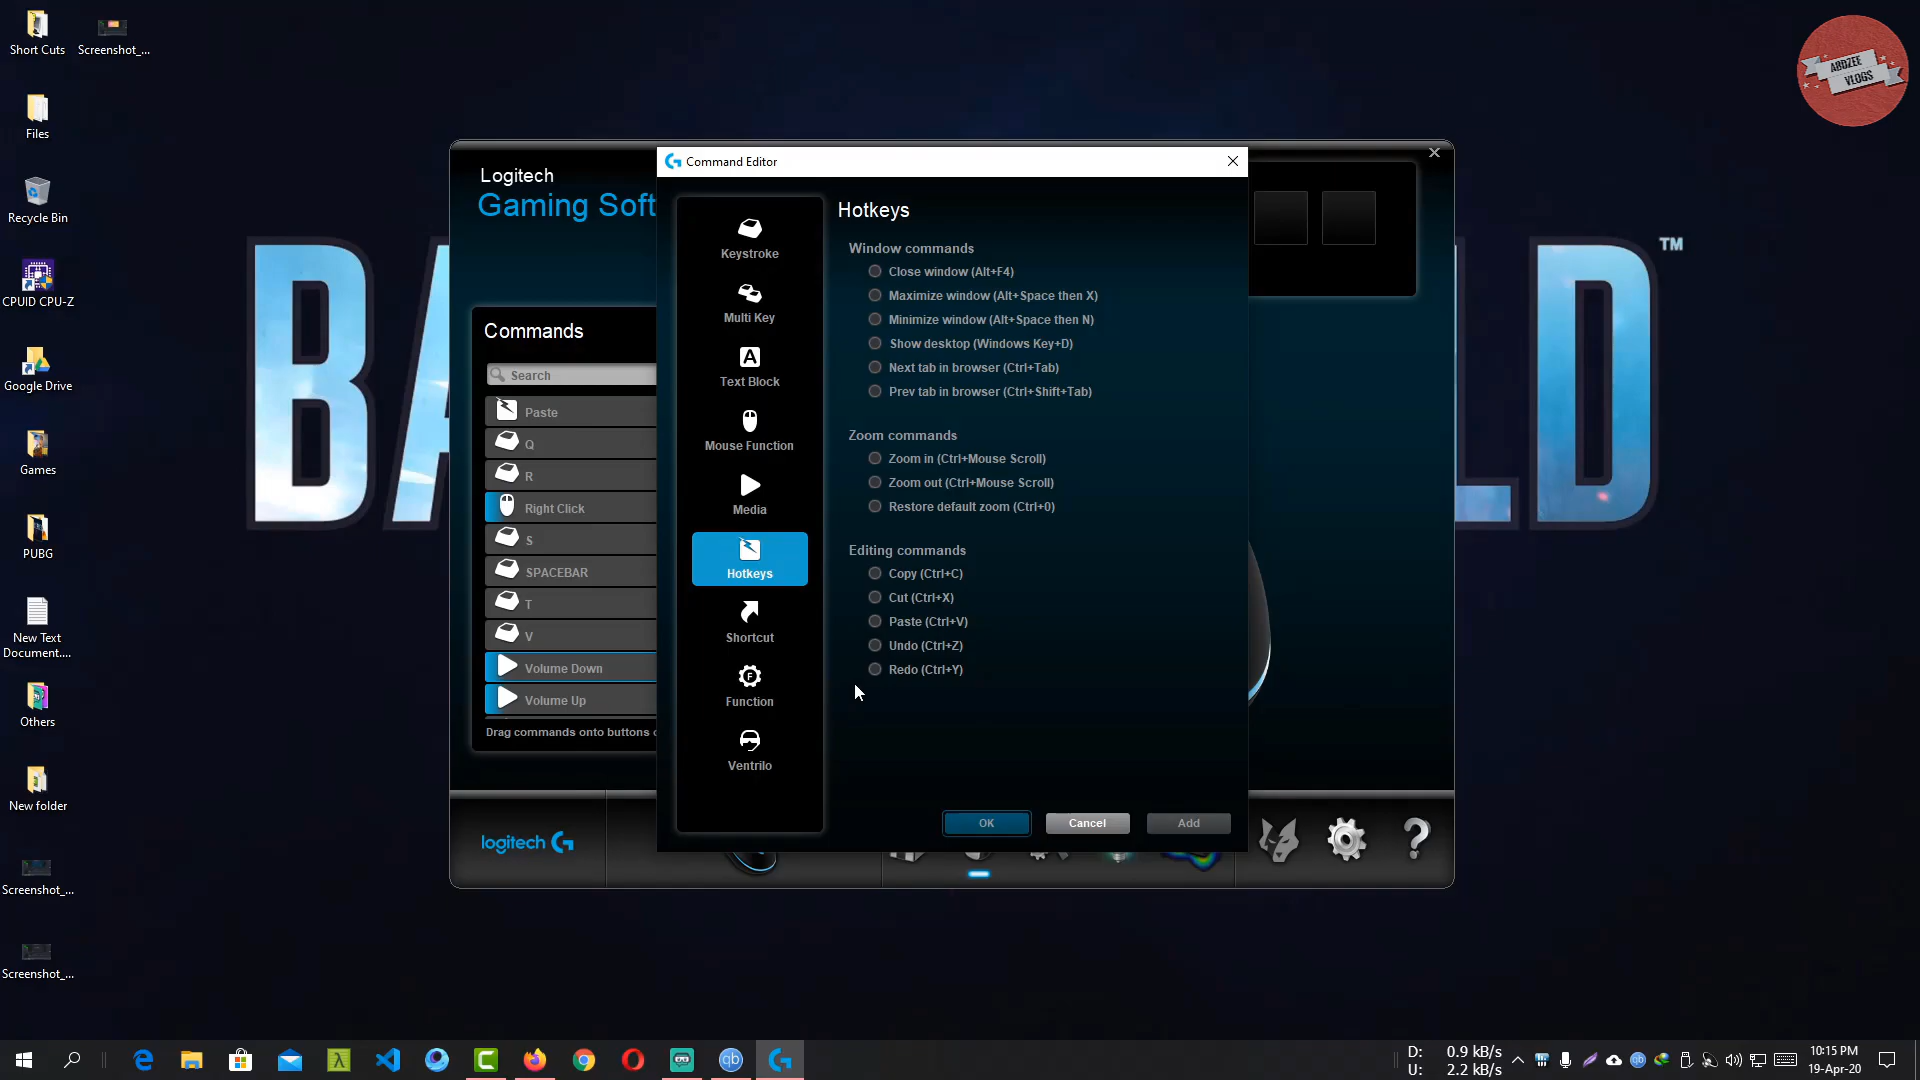 Short Cuts
Screenshot_...
Files
Recycle Bin
CPUID CPU-Z
Google Drive
Games
PUBG
New Text
Document....
Others
New folder
Screenshot_...
Screenshot_...
ABDZEE
VLOGS
BA
LD
TM
Logitech
Gaming Soft
Commands
Search
Paste
Q
R
Right Click
S
SPACEBAR
T
V
Volume Down
Volume Up
Drag commands onto buttons
logitech
Command Editor
Keystroke
Multi Key
A
Text Block
Mouse Function
Media
Hotkeys
Shortcut
F
Function
Ventrilo
Hotkeys
Window commands
Close window (Alt+F4)
Maximize window (Alt+Space then X)
Minimize window (Alt+Space then N)
Show desktop (Windows Key+D)
Next tab in browser (Ctrl+Tab)
Prev tab in browser (Ctrl+Shift+Tab)
Zoom commands
Zoom in (Ctrl+Mouse Scroll)
Zoom out (Ctrl+Mouse Scroll)
Restore default zoom (Ctrl+0)
Editing commands
Copy (Ctrl+C)
Cut (Ctrl+X)
Paste (Ctrl+V)
Undo (Ctrl+Z)
Redo (Ctrl+Y)
OK
Cancel
Add
?
D: 0.9 kB/s
U: 2.2 kB/s
10:15 PM
19-Apr-20